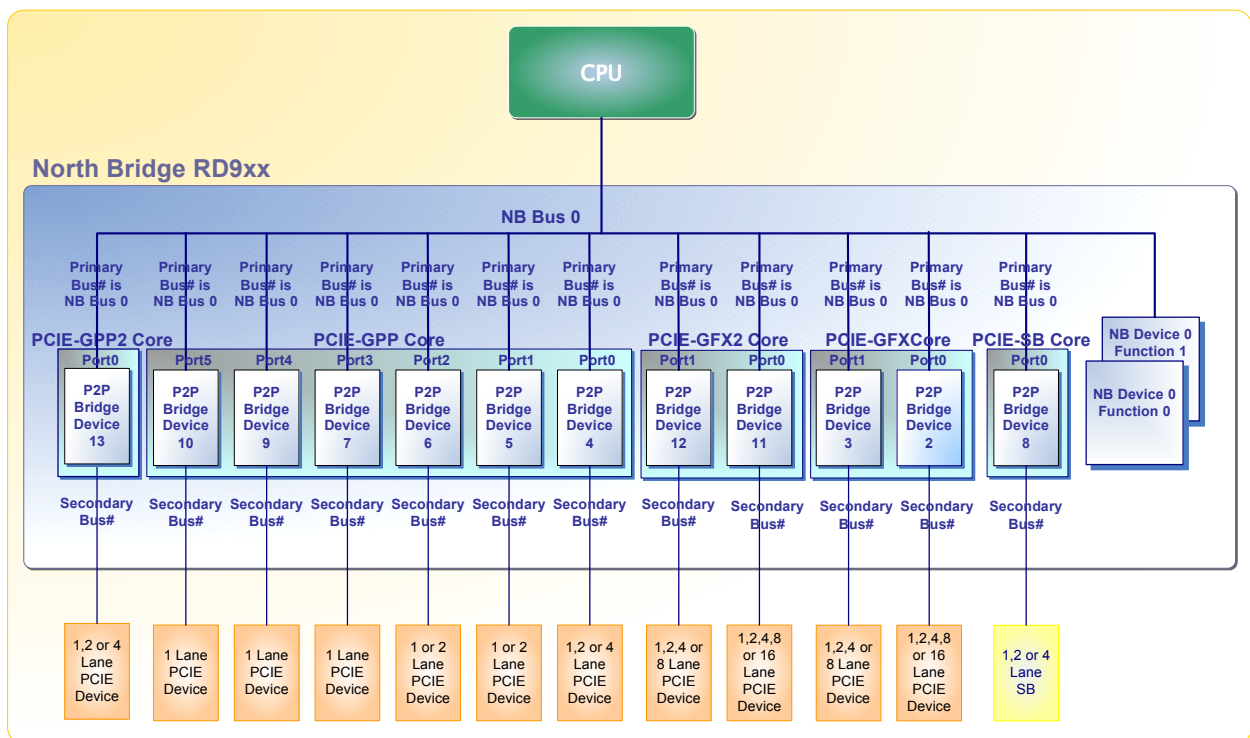 CPU
North Bridge RD9xx
NB Bus 0
Primary
Bus# is
NB Bus 0
Primary
Bus# is
NB Bus 0
Primary
Bus# is
NB Bus 0
Primary
Bus# is
NB Bus 0
Primary
Bus# is
NB Bus 0
Primary
Bus# is
NB Bus 0
Primary
Bus# is
NB Bus 0
Primary
Bus# is
NB Bus 0
Primary
Bus# is
NB Bus 0
Primary
Bus# is
NB Bus 0
Primary
Bus# is
NB Bus 0
Primary
Bus# is
NB Bus 0
PCIE-GPP2 Core
Port0
P2P
Bridge
Device
13
PCIE-GPP Core
Port5
P2P
Bridge
Device
10
Port4
P2P
Bridge
Device
9
Port3
P2P
Bridge
Device
7
Port2
P2P
Bridge
Device
6
Port1
P2P
Bridge
Device
5
Port0
P2P
Bridge
Device
4
PCIE-GFX2 Core
Port1
P2P
Bridge
Device
12
Port0
P2P
Bridge
Device
11
PCIE-GFXCore
Port1
P2P
Bridge
Device
3
Port0
P2P
Bridge
Device
2
PCIE-SB Core
Port0
P2P
Bridge
Device
8
NB Device 0
Function 1
NB Device 0
Function 0
Secondary
Bus#
Secondary
Bus#
Secondary
Bus#
Secondary
Bus#
Secondary
Bus#
Secondary
Bus#
Secondary
Bus#
Secondary
Bus#
Secondary
Bus#
Secondary
Bus#
Secondary
Bus#
Secondary
Bus#
1,2 or 4
Lane
PCIE
Device
1 Lane
PCIE
Device
1 Lane
PCIE
Device
1 Lane
PCIE
Device
1 or 2
Lane
PCIE
Device
1 or 2
Lane
PCIE
Device
1,2 or 4
Lane
PCIE
Device
1,2,4 or
8 Lane
PCIE
Device
1,2,4,8
or 16
Lane
PCIE
Device
1,2,4 or
8 Lane
PCIE
Device
1,2,4,8
or 16
Lane
PCIE
Device
1,2 or 4
Lane
SB